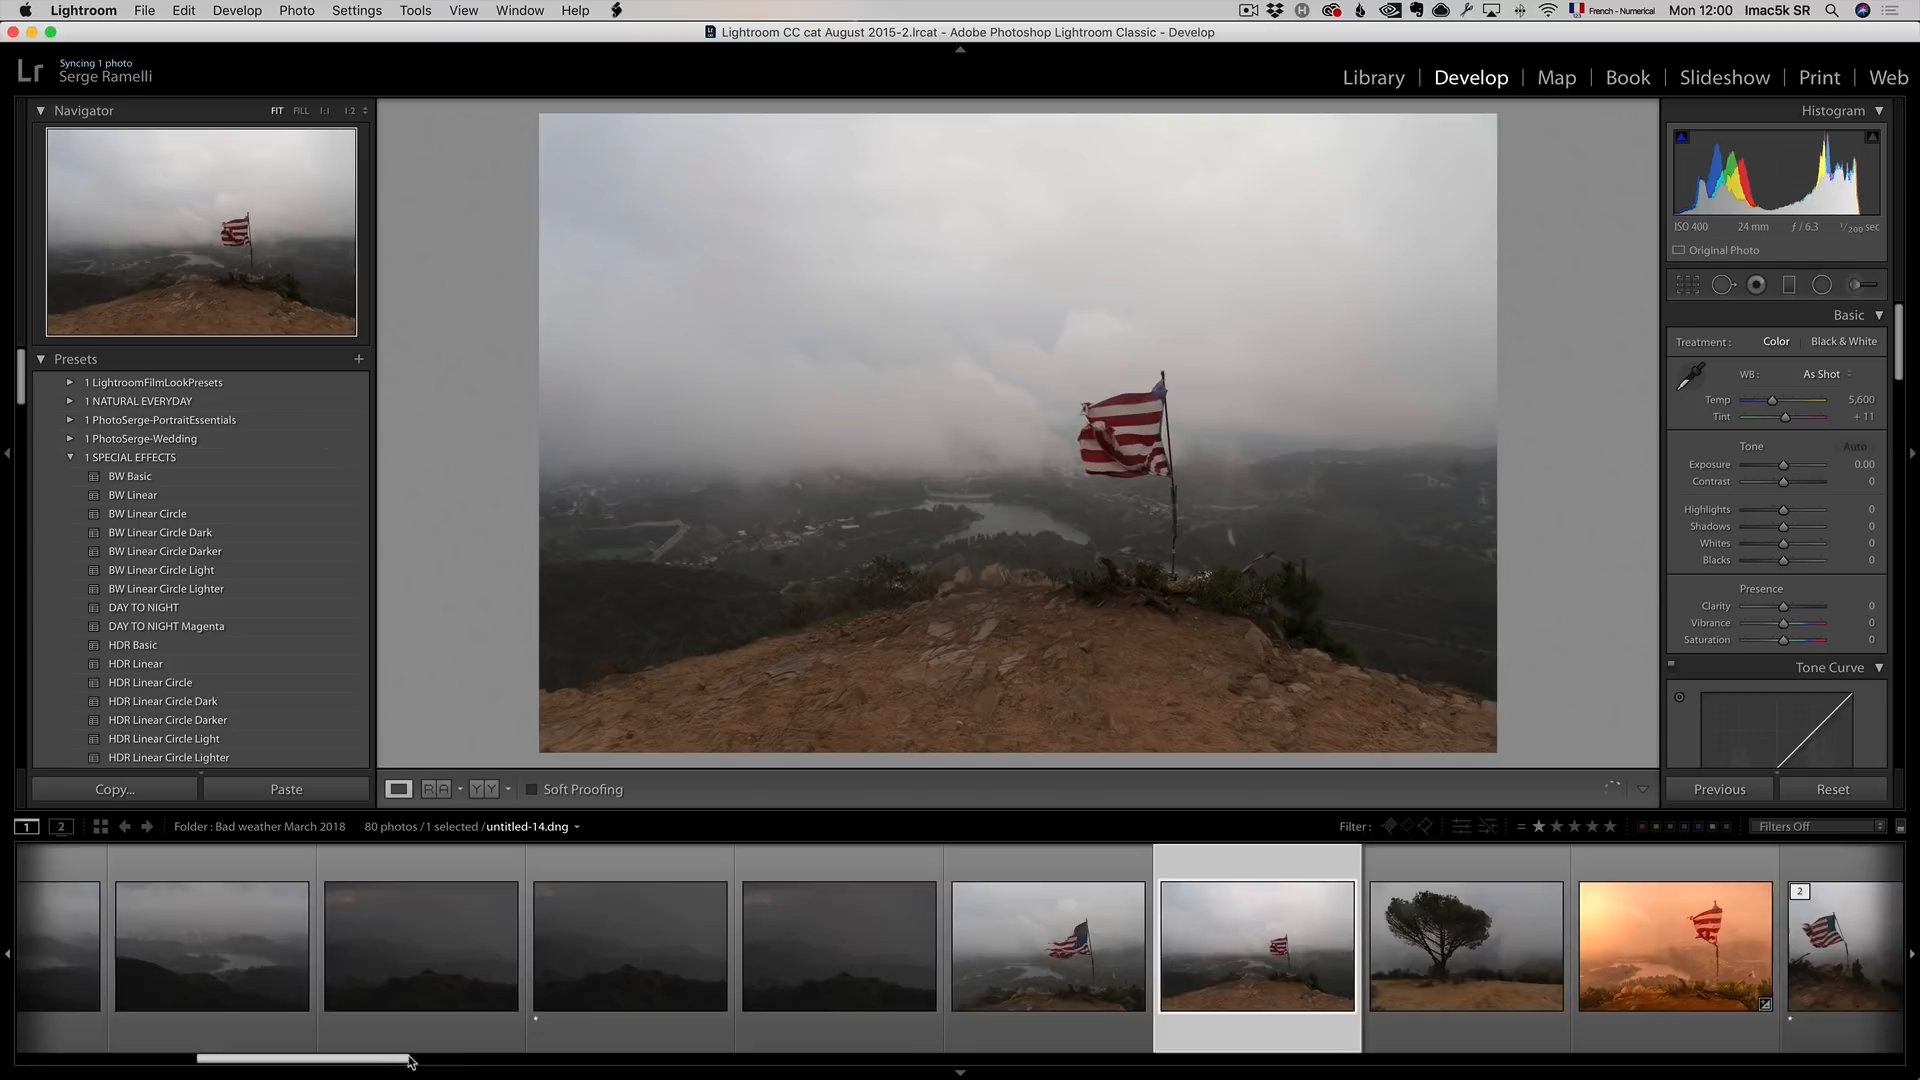 Lightroom File Edit Develop Photo Settings Tools View Window Help
French - Numerical Mon 12:00 Imac5k SR
Lightroom CC cat August 2015-2.lrcat - Adobe Photoshop Lightroom Classic - Develop
Lr
Syncing 1 photo
Serge Ramelli
Library | Develop | Map | Book | Slideshow | Print | Web
Navigator FIT FILL 1:1 1:2
Presets +
1 LightroomFilmLookPresets
1 NATURAL EVERYDAY
1 PhotoSerge-PortraitEssentials
1 PhotoSerge-Wedding
1 SPECIAL EFFECTS
BW Basic
BW Linear
BW Linear Circle
BW Linear Circle Dark
BW Linear Circle Darker
BW Linear Circle Light
BW Linear Circle Lighter
DAY TO NIGHT
DAY TO NIGHT Magenta
HDR Basic
HDR Linear
HDR Linear Circle
HDR Linear Circle Dark
HDR Linear Circle Darker
HDR Linear Circle Light
HDR Linear Circle Lighter
Copy... Paste
R A Y Y Soft Proofing
Histogram
ISO 400 24 mm ƒ / 6.3 1/200 sec
Original Photo
Basic
Treatment : Color | Black & White
WB : As Shot
Temp 5,600
Tint + 11
Tone Auto
Exposure 0.00
Contrast 0
Highlights 0
Shadows 0
Whites 0
Blacks 0
Presence
Clarity 0
Vibrance 0
Saturation 0
Tone Curve
Previous Reset
1 2 Folder : Bad weather March 2018 80 photos / 1 selected / untitled-14.dng Filter : Filters Off
2